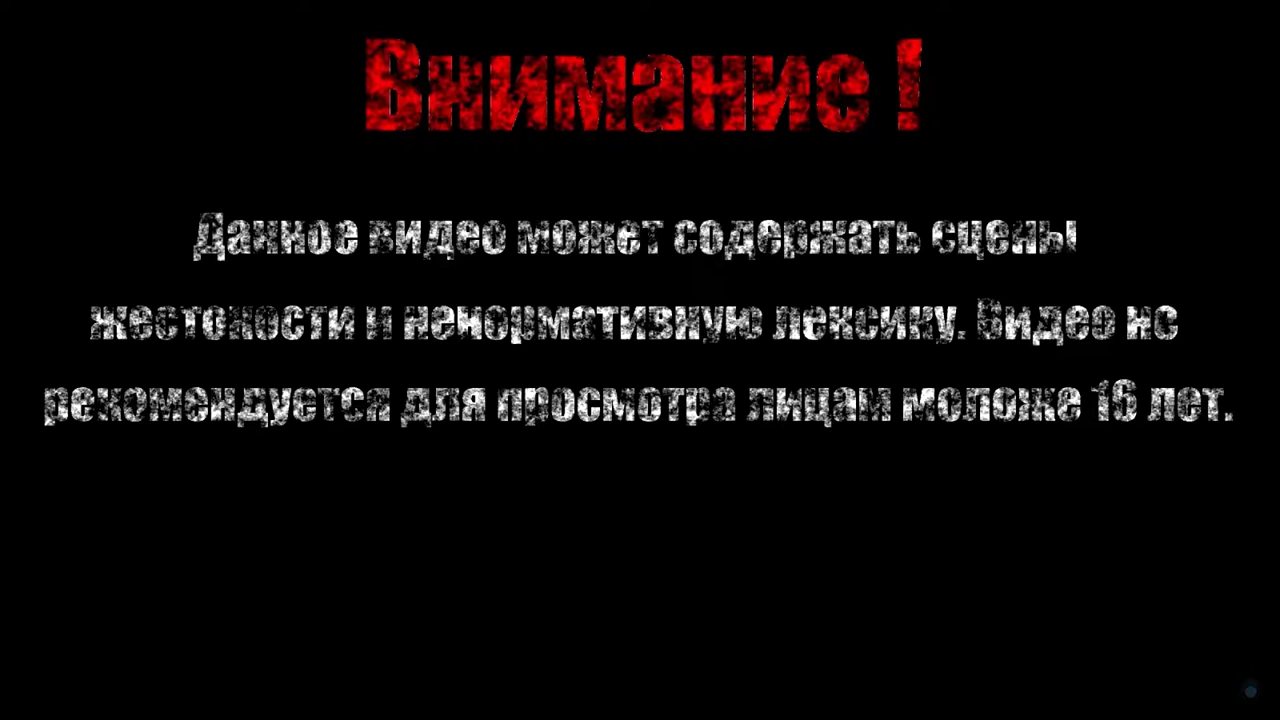 Внимание !
Данное видео может содержать сцены
жестокости и ненормативную лексику. Видео не
рекомендуется для просмотра лицам моложе 16 лет.